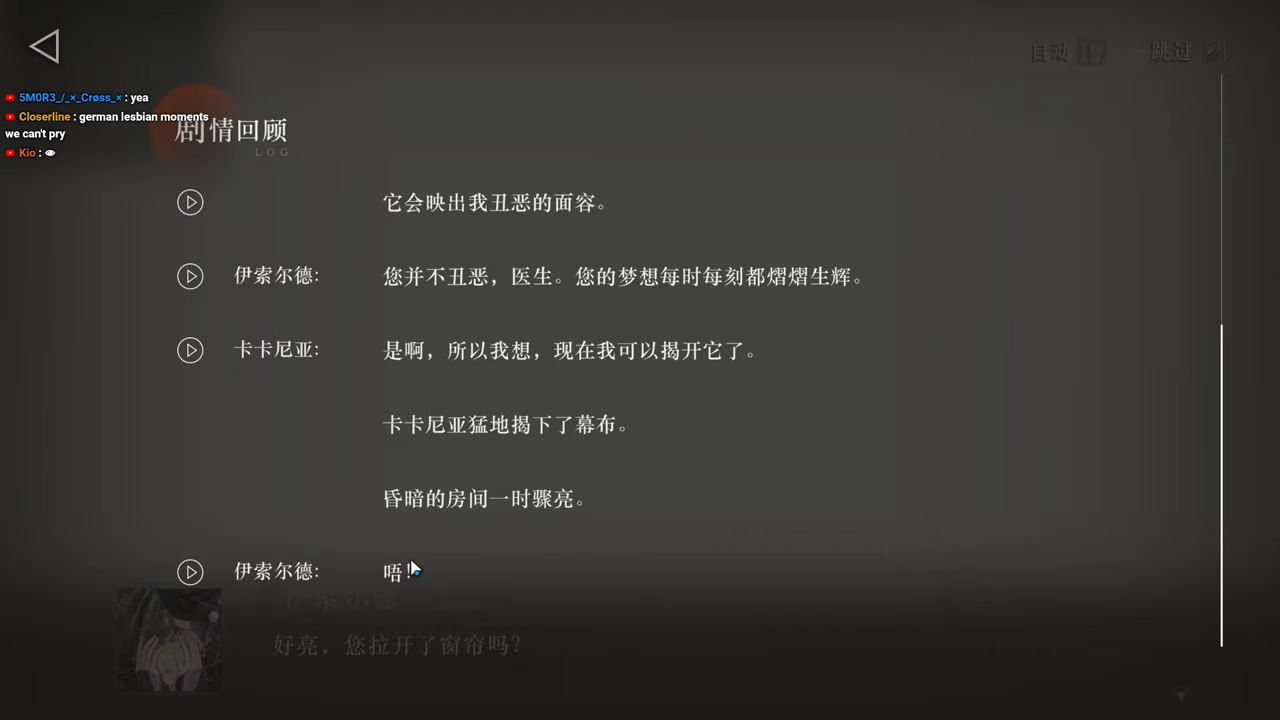 自动
跳过
5M0R3_/_×_Crøss_× : yea
Closerline : german lesbian moments
we can't pry
Kio : 👁
剧情回顾
LOG
它会映出我丑恶的面容。
伊索尔德: 您并不丑恶，医生。您的梦想每时每刻都熠熠生辉。
卡卡尼亚: 是啊，所以我想，现在我可以揭开它了。
卡卡尼亚猛地揭下了幕布。
昏暗的房间一时骤亮。
伊索尔德: 唔！
伊索尔德
好亮，您拉开了窗帘吗？